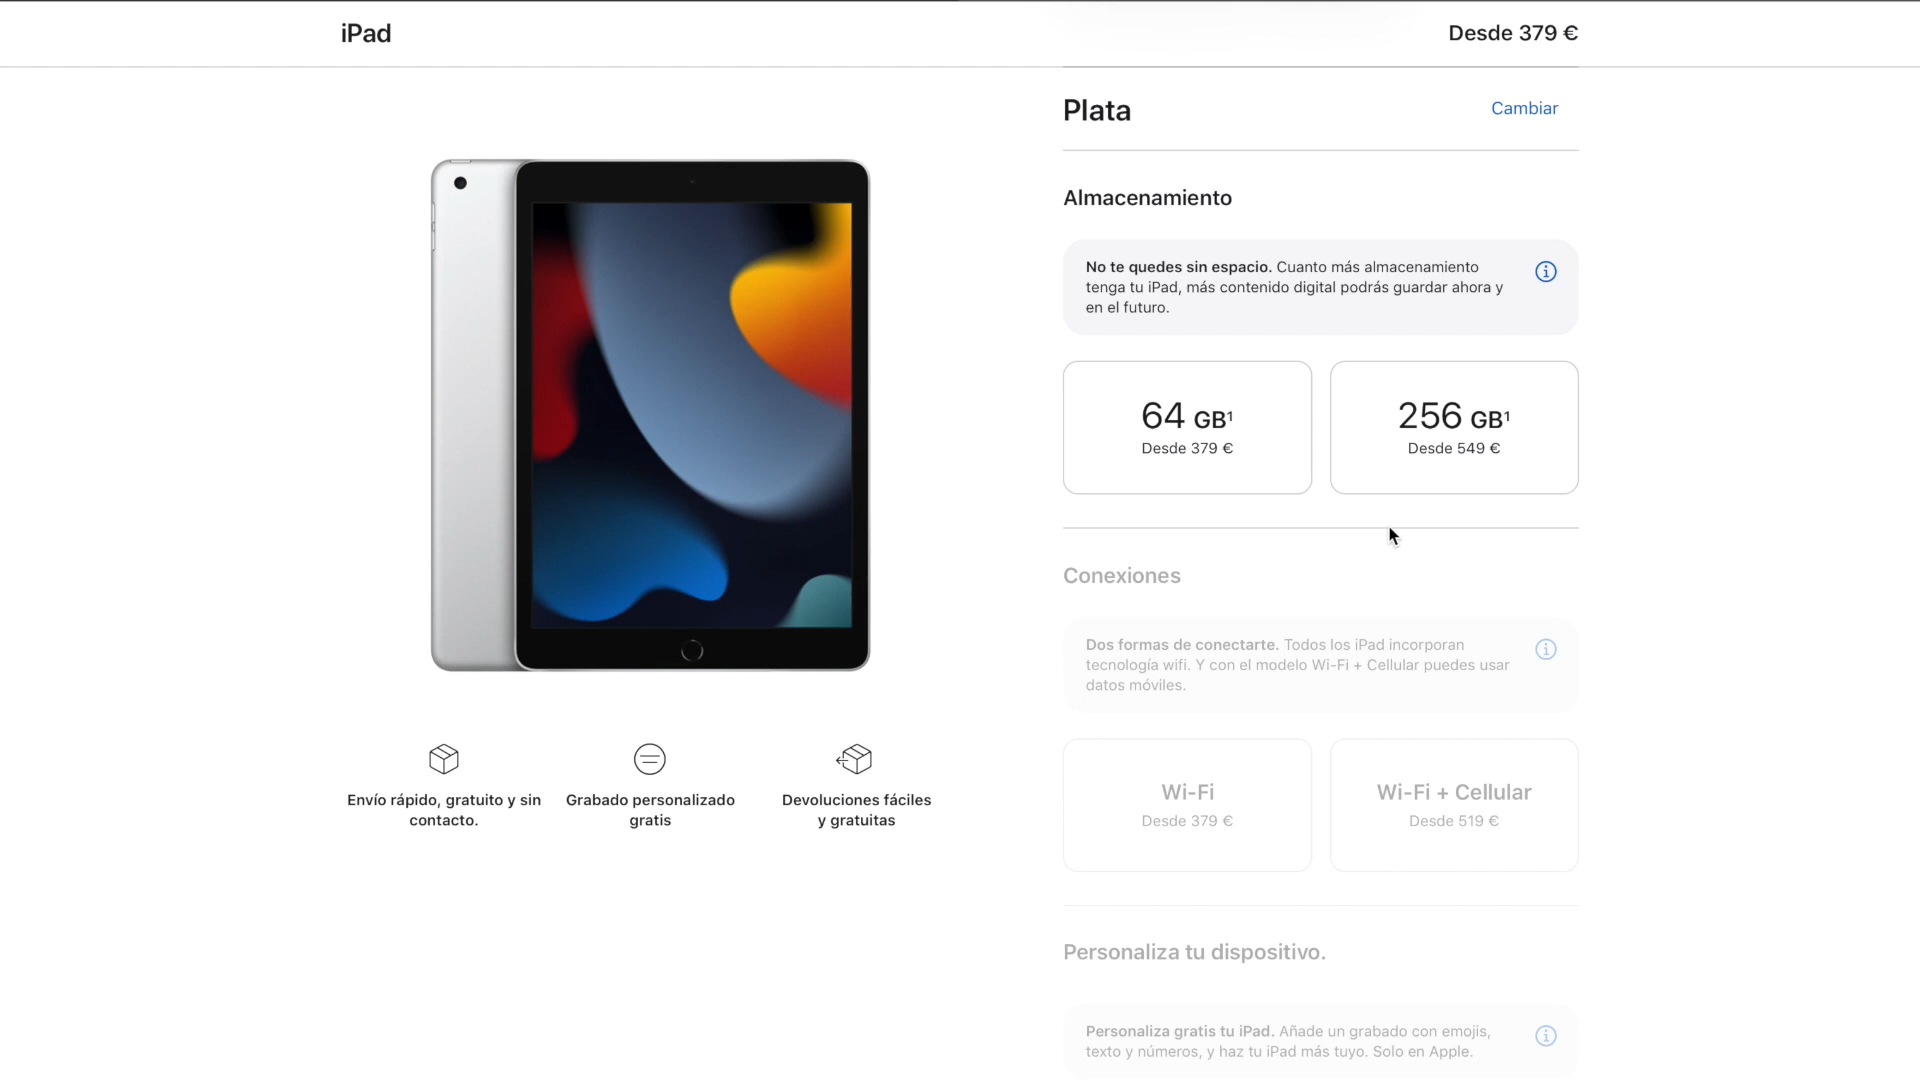 iPad
Desde 379 €
Plata
Cambiar
Almacenamiento
No te quedes sin espacio. Cuanto más almacenamiento
tenga tu iPad, más contenido digital podrás guardar ahora y
en el futuro.
64 GB¹
Desde 379 €
256 GB¹
Desde 549 €
Conexiones
Dos formas de conectarte. Todos los iPad incorporan
tecnología wifi. Y con el modelo Wi-Fi + Cellular puedes usar
datos móviles.
Wi-Fi
Desde 379 €
Wi-Fi + Cellular
Desde 519 €
Envío rápido, gratuito y sin
contacto.
Grabado personalizado
gratis
Devoluciones fáciles
y gratuitas
Personaliza tu dispositivo.
Personaliza gratis tu iPad. Añade un grabado con emojis,
texto y números, y haz tu iPad más tuyo. Solo en Apple.